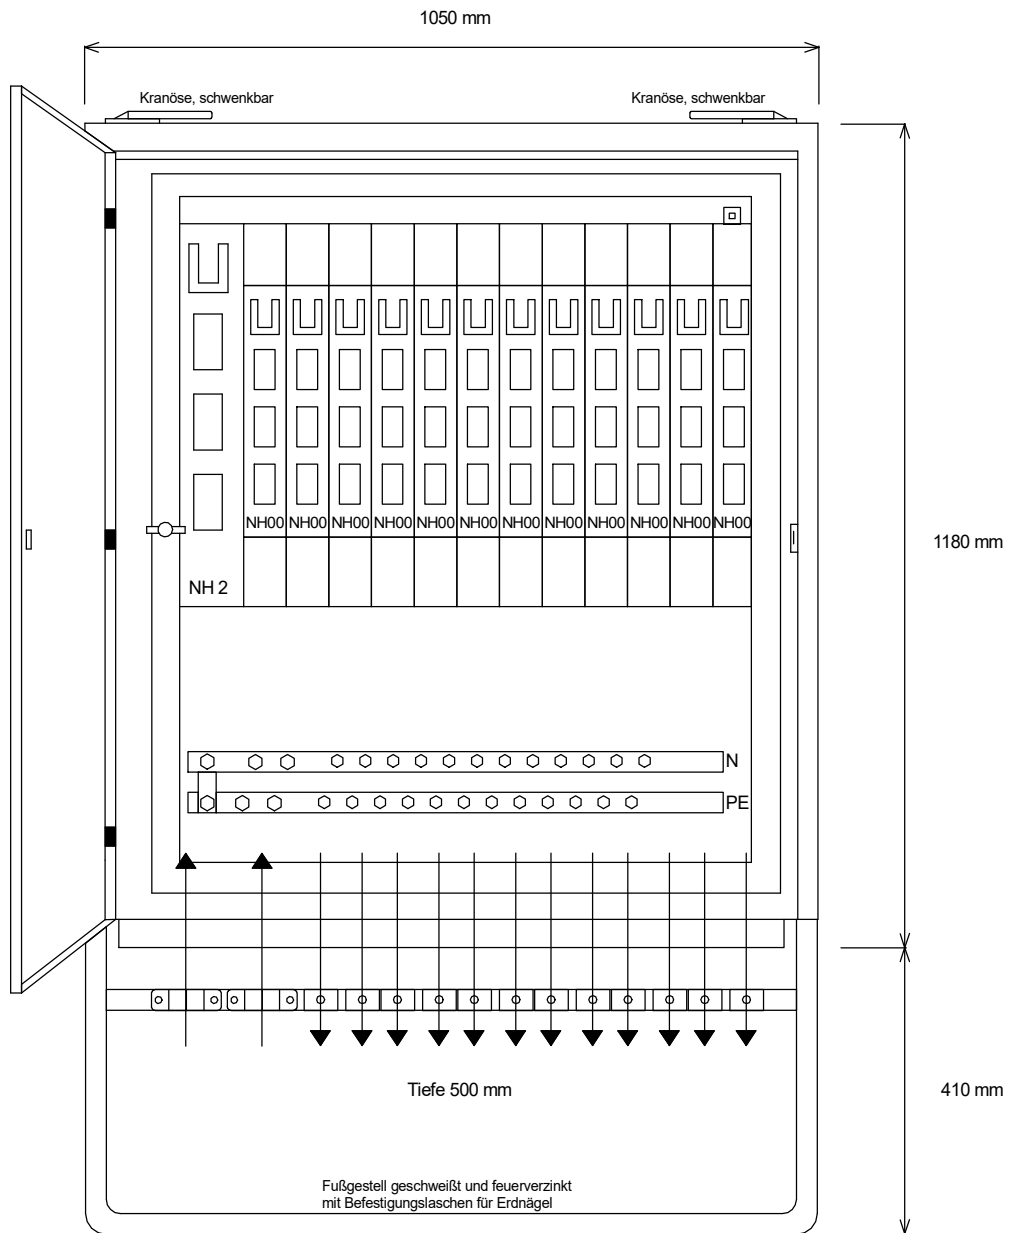 1050 mm
Kranöse, schwenkbar
Kranöse, schwenkbar
NH00 NH00 NH00 NH00 NH00 NH00 NH00 NH00 NH00 NH00 NH00 NH00
1180 mm
NH 2
N
PE
Tiefe 500 mm
410 mm
Fußgestell geschweißt und feuerverzinkt
mit Befestigungslaschen für Erdnägel